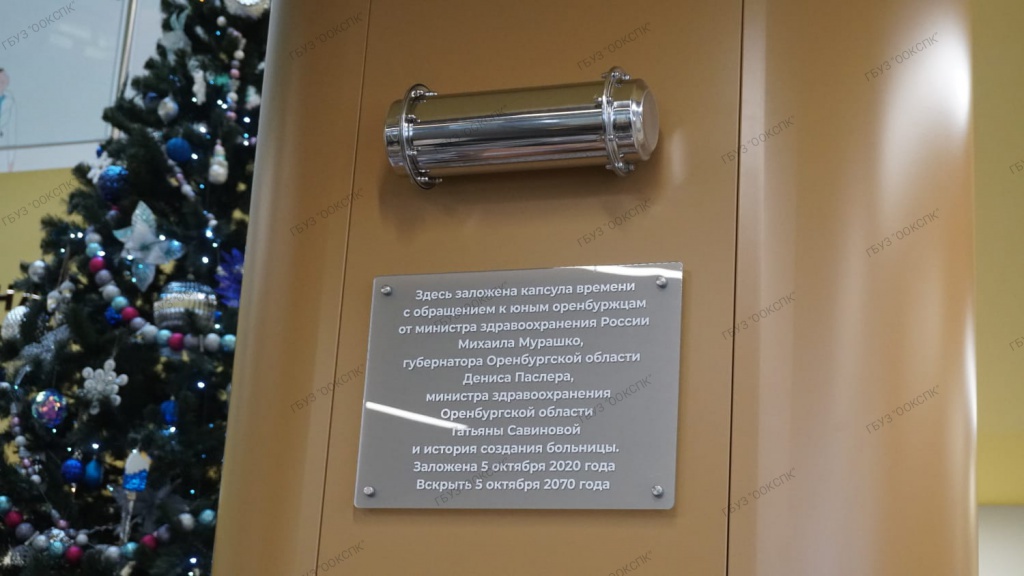 Здесь заложена капсула времени
с обращением к юным оренбуржцам
от министра здравоохранения России
Михаила Мурашко,
губернатора Оренбургской области
Дениса Паслера,
министра здравоохранения
Оренбургской области
Татьяны Савиновой
и история создания больницы.
Заложена 5 октября 2020 года
Вскрыть 5 октября 2070 года
ГБУЗ "ООКСПК"